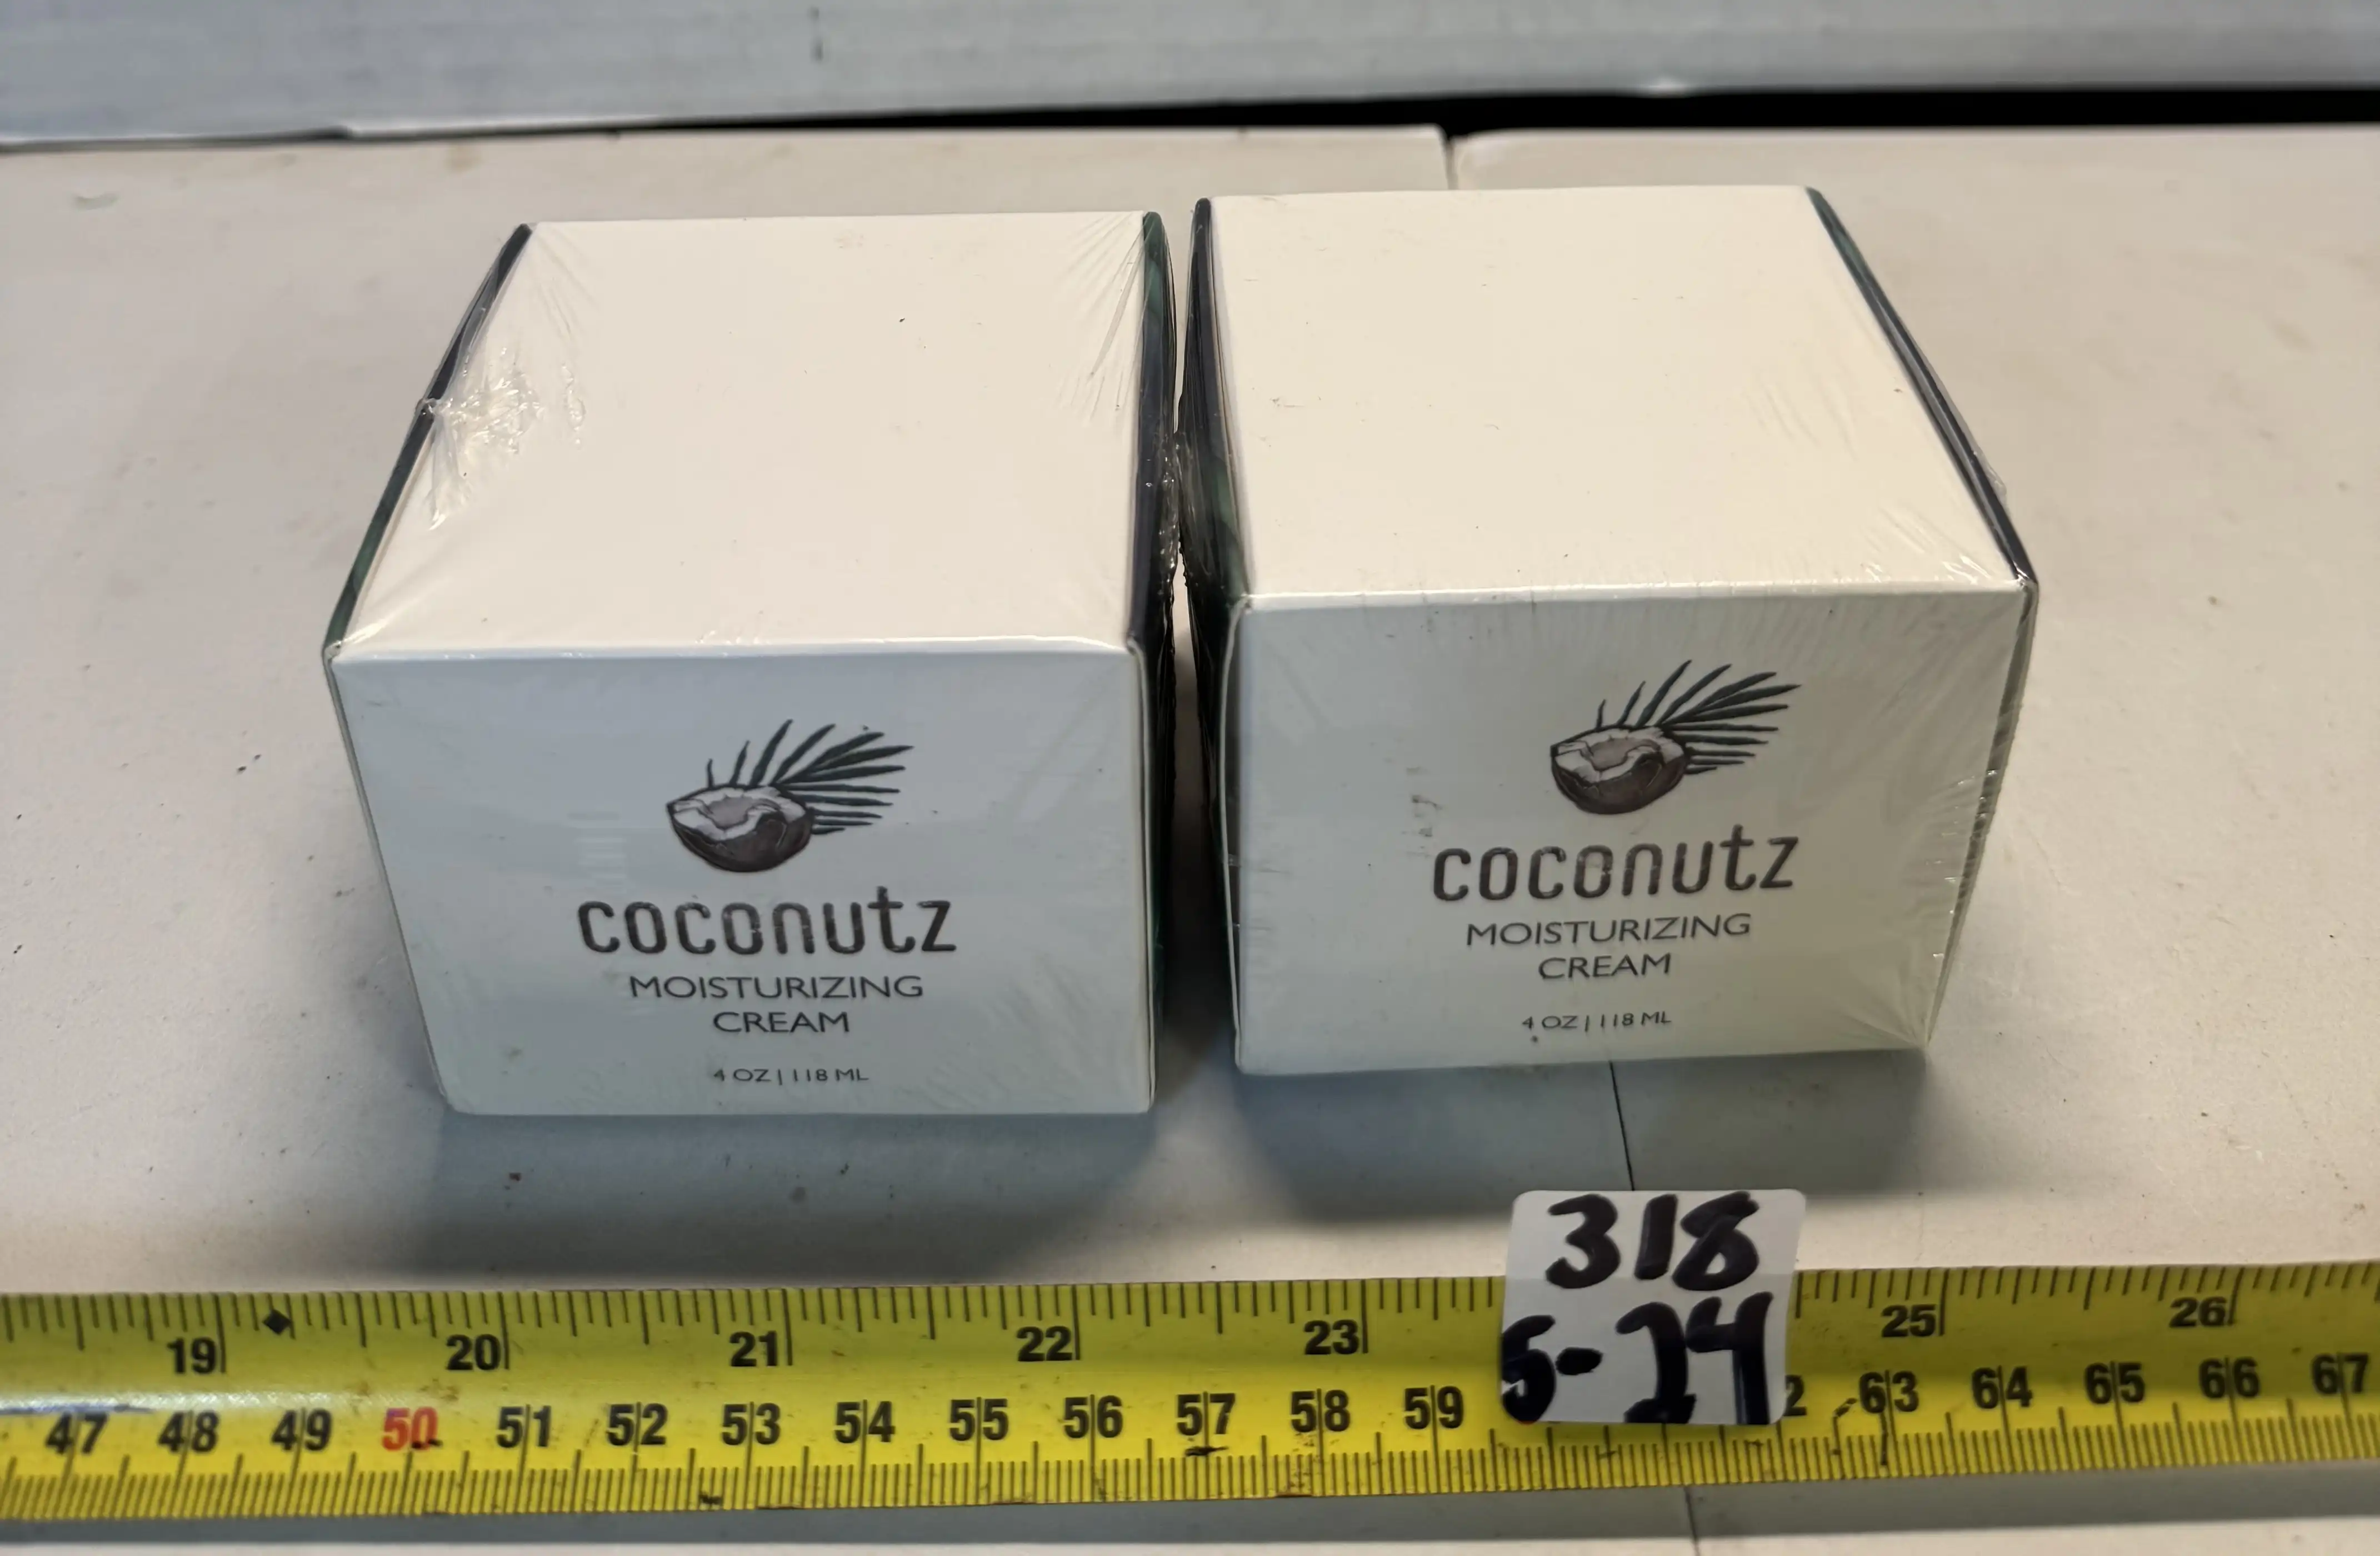 coconutz
MOISTURIZING
CREAM
4 OZ | 118 ML
coconutz
MOISTURIZING
CREAM
4 OZ | 118 ML
318
5-24
19 20 21 22 23 25 26
47 48 49 50 51 52 53 54 55 56 57 58 59 2 63 64 65 66 67